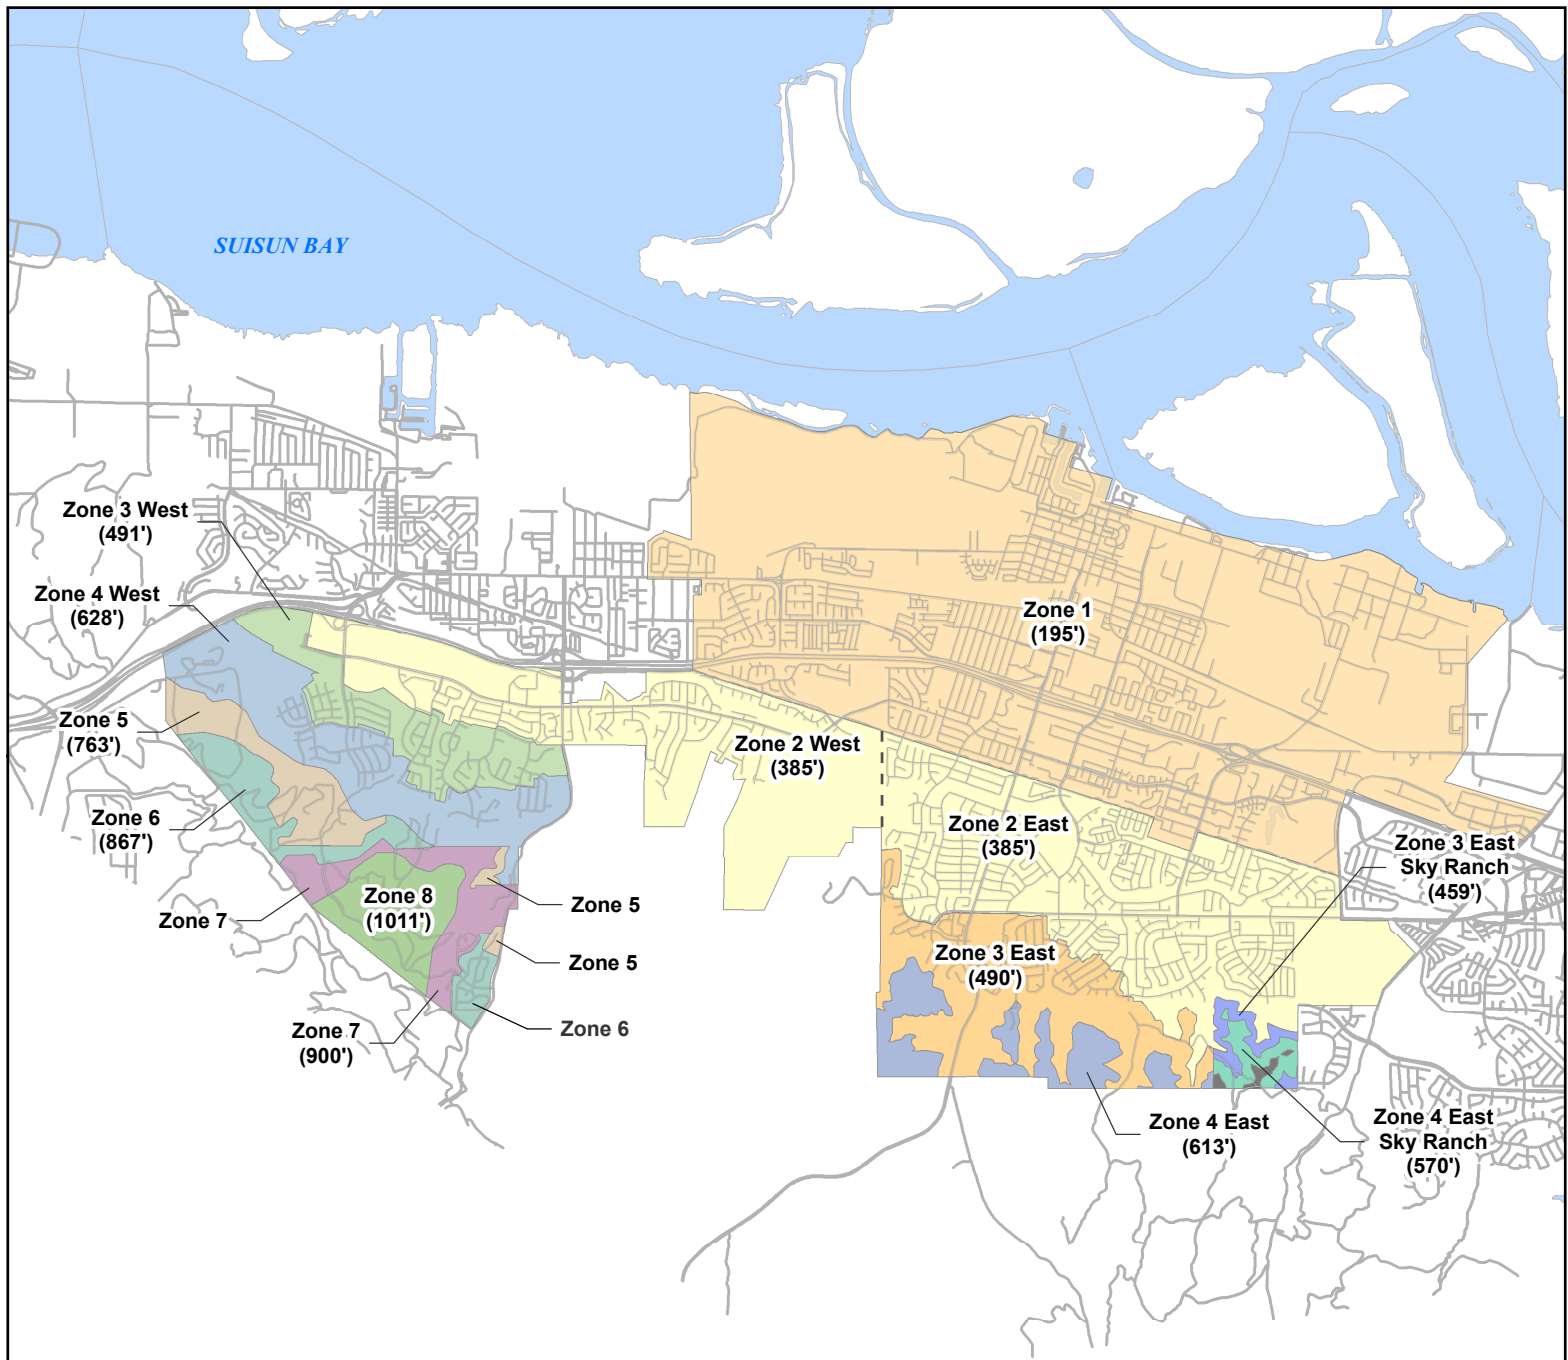 SUISUN BAY
Zone 3 West
(491')
Zone 4 West
(628')
Zone 1
(195')
Zone 5
(763')
Zone 2 West
(385')
Zone 6
(867')
Zone 2 East
(385')
Zone 3 East
Sky Ranch
(459')
Zone 8
(1011')
Zone 7
Zone 5
Zone 5
Zone 3 East
(490')
Zone 7
(900')
Zone 6
Zone 4 East
(613')
Zone 4 East
Sky Ranch
(570')